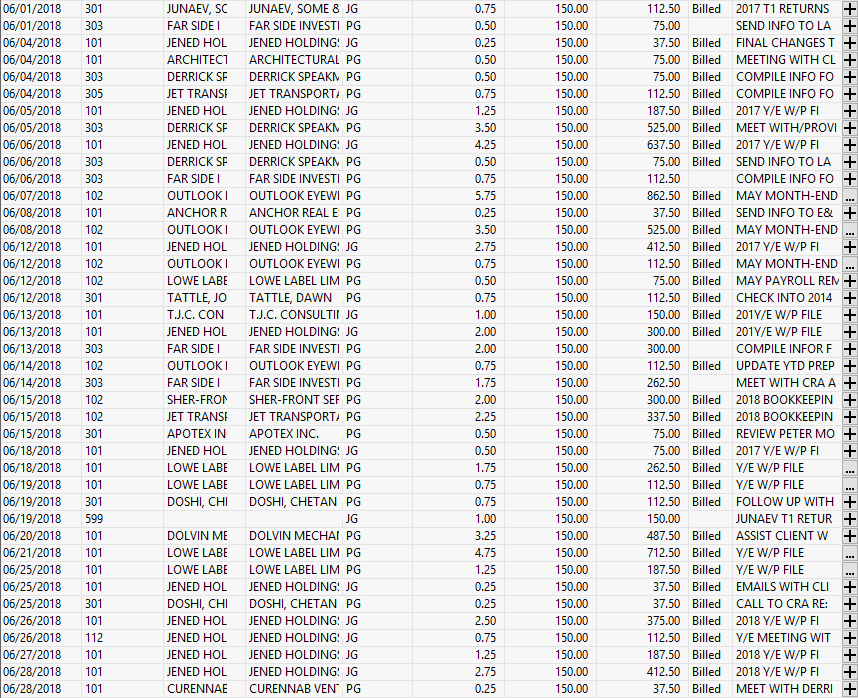 06/01/2018 301 JUNAEV, SC JUNAEV, SOME & JG 0.75 150.00 112.50 Billed 2017 T1 RETURNS
06/01/2018 303 FAR SIDE I FAR SIDE INVESTI PG 0.50 150.00 75.00 SEND INFO TO LA
06/04/2018 101 JENED HOL JENED HOLDINGS JG 0.25 150.00 37.50 Billed FINAL CHANGES T
06/04/2018 101 ARCHITECT ARCHITECTURAL PG 0.50 150.00 75.00 Billed MEETING WITH CL
06/04/2018 303 DERRICK SP DERRICK SPEAKM PG 0.50 150.00 75.00 Billed COMPILE INFO FO
06/04/2018 305 JET TRANSF JET TRANSPORTA PG 0.75 150.00 112.50 Billed COMPILE INFO FO
06/05/2018 101 JENED HOL JENED HOLDINGS JG 1.25 150.00 187.50 Billed 2017 Y/E W/P FI
06/05/2018 303 DERRICK SP DERRICK SPEAKM PG 3.50 150.00 525.00 Billed MEET WITH/PROVI
06/06/2018 101 JENED HOL JENED HOLDINGS JG 4.25 150.00 637.50 Billed 2017 Y/E W/P FI
06/06/2018 303 DERRICK SP DERRICK SPEAKM PG 0.50 150.00 75.00 Billed SEND INFO TO LA
06/06/2018 303 FAR SIDE I FAR SIDE INVESTI PG 0.75 150.00 112.50 COMPILE INFO FO
06/07/2018 102 OUTLOOK I OUTLOOK EYEWI PG 5.75 150.00 862.50 Billed MAY MONTH-END ...
06/08/2018 101 ANCHOR R ANCHOR REAL E PG 0.25 150.00 37.50 Billed SEND INFO TO E&
06/08/2018 102 OUTLOOK I OUTLOOK EYEWI PG 3.50 150.00 525.00 Billed MAY MONTH-END ...
06/12/2018 101 JENED HOL JENED HOLDINGS JG 2.75 150.00 412.50 Billed 2017 Y/E W/P FI
06/12/2018 102 OUTLOOK I OUTLOOK EYEWI PG 0.75 150.00 112.50 Billed MAY MONTH-END ...
06/12/2018 102 LOWE LABE LOWE LABEL LIM PG 0.50 150.00 75.00 Billed MAY PAYROLL REM
06/12/2018 301 TATTLE, JO TATTLE, DAWN PG 0.75 150.00 112.50 Billed CHECK INTO 2014
06/13/2018 101 T.J.C. CON T.J.C. CONSULTI JG 1.00 150.00 150.00 Billed 201Y/E W/P FILE
06/13/2018 101 JENED HOL JENED HOLDINGS JG 2.00 150.00 300.00 Billed 201Y/E W/P FILE
06/13/2018 303 FAR SIDE I FAR SIDE INVESTI PG 2.00 150.00 300.00 COMPILE INFOR F
06/14/2018 102 OUTLOOK I OUTLOOK EYEWI PG 0.75 150.00 112.50 Billed UPDATE YTD PREP
06/14/2018 303 FAR SIDE I FAR SIDE INVESTI PG 1.75 150.00 262.50 MEET WITH CRA A
06/15/2018 102 SHER-FRON SHER-FRONT SEF PG 2.00 150.00 300.00 Billed 2018 BOOKKEEPIN
06/15/2018 102 JET TRANSF JET TRANSPORTA PG 2.25 150.00 337.50 Billed 2018 BOOKKEEPIN
06/15/2018 301 APOTEX IN APOTEX INC. PG 0.50 150.00 75.00 Billed REVIEW PETER MO
06/18/2018 101 JENED HOL JENED HOLDINGS JG 0.50 150.00 75.00 Billed 2017 Y/E W/P FI
06/18/2018 101 LOWE LABE LOWE LABEL LIM PG 1.75 150.00 262.50 Billed Y/E W/P FILE ...
06/19/2018 101 LOWE LABE LOWE LABEL LIM PG 0.75 150.00 112.50 Billed Y/E W/P FILE ...
06/19/2018 301 DOSHI, CHI DOSHI, CHETAN PG 0.75 150.00 112.50 Billed FOLLOW UP WITH
06/19/2018 599 JG 1.00 150.00 150.00 JUNAEV T1 RETUR
06/20/2018 101 DOLVIN ME DOLVIN MECHAI PG 3.25 150.00 487.50 Billed ASSIST CLIENT W
06/21/2018 101 LOWE LABE LOWE LABEL LIM PG 4.75 150.00 712.50 Billed Y/E W/P FILE ...
06/25/2018 101 LOWE LABE LOWE LABEL LIM PG 1.25 150.00 187.50 Billed Y/E W/P FILE ...
06/25/2018 101 JENED HOL JENED HOLDINGS JG 0.25 150.00 37.50 Billed EMAILS WITH CLI
06/25/2018 301 DOSHI, CHI DOSHI, CHETAN PG 0.25 150.00 37.50 Billed CALL TO CRA RE:
06/26/2018 101 JENED HOL JENED HOLDINGS JG 2.50 150.00 375.00 Billed 2018 Y/E W/P FI
06/26/2018 112 JENED HOL JENED HOLDINGS JG 0.75 150.00 112.50 Billed Y/E MEETING WIT
06/27/2018 101 JENED HOL JENED HOLDINGS JG 1.25 150.00 187.50 Billed 2018 Y/E W/P FI
06/28/2018 101 JENED HOL JENED HOLDINGS JG 2.75 150.00 412.50 Billed 2018 Y/E W/P FI
06/28/2018 101 CURENNAE CURENNAB VEN PG 0.25 150.00 37.50 Billed MEET WITH DERRI